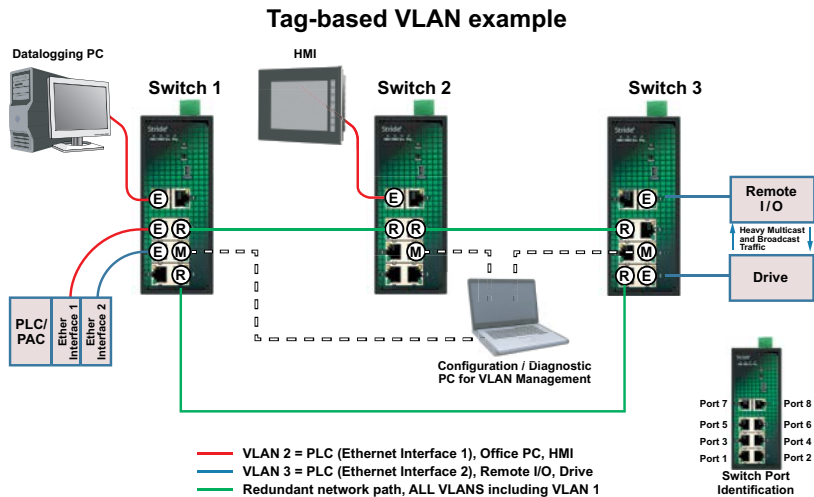 Tag-based VLAN example
Datalogging PC
HMI
Switch 1
Switch 2
Switch 3
Stride
Stride
Stride
E
E
E
E R
R R
R
E M
M
M
R
R E
Remote
I/O
Heavy Multicast
and Broadcast
Traffic
Drive
PLC/
PAC
Ether
Interface 1
Ether
Interface 2
Configuration / Diagnostic
PC for VLAN Management
Stride
Port 7
Port 8
Port 5
Port 6
Port 3
Port 4
Port 1
Port 2
Switch Port
Identification
VLAN 2 = PLC (Ethernet Interface 1), Office PC, HMI
VLAN 3 = PLC (Ethernet Interface 2), Remote I/O, Drive
Redundant network path, ALL VLANS including VLAN 1